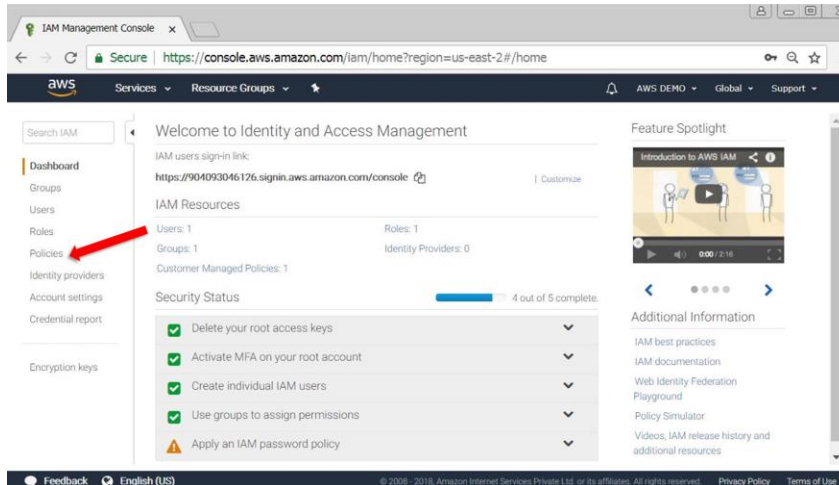 IAM Management Console
Secure | https://console.aws.amazon.com/iam/home?region=us-east-2#/home
aws Services Resource Groups AWS DEMO Global Support
Search IAM
Dashboard
Groups
Users
Roles
Policies
Identity providers
Account settings
Credential report
Encryption keys
Welcome to Identity and Access Management
IAM users sign-in link:
https://904093046126.signin.aws.amazon.com/console | Customize
IAM Resources
Users: 1 Roles: 1
Groups: 1 Identity Providers: 0
Customer Managed Policies: 1
Security Status 4 out of 5 complete.
Delete your root access keys
Activate MFA on your root account
Create individual IAM users
Use groups to assign permissions
Apply an IAM password policy
Feature Spotlight
Introduction to AWS IAM
0:00 / 2:16
Additional Information
IAM best practices
IAM documentation
Web Identity Federation
Playground
Policy Simulator
Videos, IAM release history and
additional resources
Feedback English (US) © 2008 - 2018, Amazon Internet Services Private Ltd. or its affiliates. All rights reserved. Privacy Policy Terms of Use